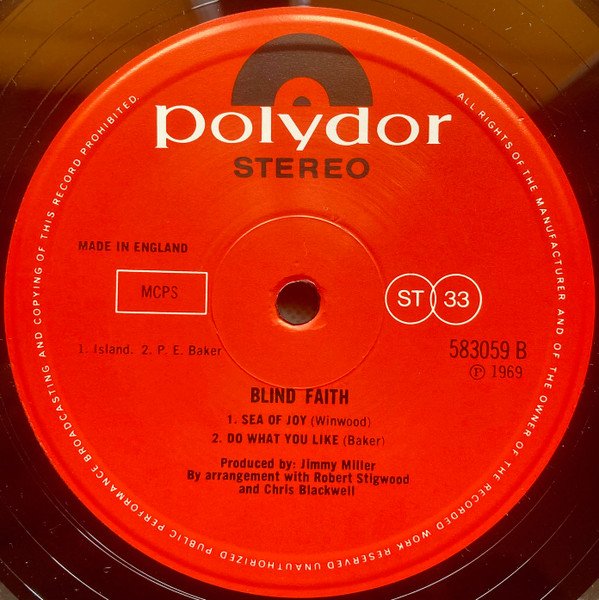 polydor
STEREO
MADE IN ENGLAND
MCPS
ST 33
1. Island. 2. P. E. Baker
583059 B
℗ 1969
BLIND FAITH
1. SEA OF JOY (Winwood)
2. DO WHAT YOU LIKE (Baker)
Produced by: Jimmy Miller
By arrangement with Robert Stigwood
and Chris Blackwell
ALL RIGHTS OF THE MANUFACTURER AND OF THE OWNER OF THE RECORDED WORK RESERVED UNAUTHORIZED PUBLIC PERFORMANCE BROADCASTING AND COPYING OF THIS RECORD PROHIBITED.